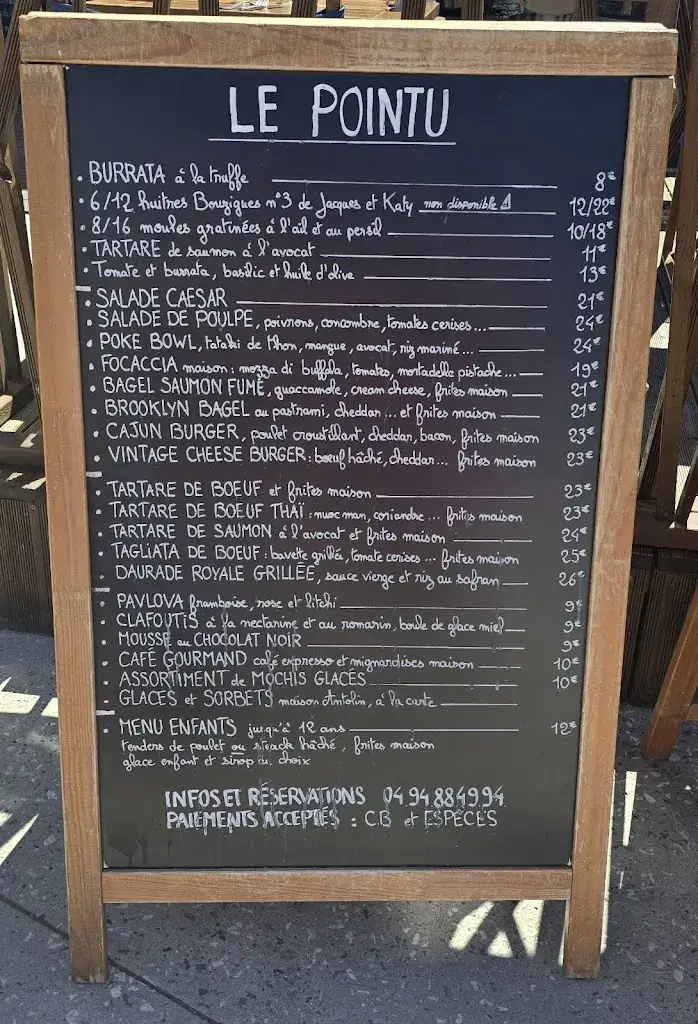 LE POINTU
• BURRATA à la truffe 8€
• 6/12 huîtres Bouzigues n°3 de Jacques et Katy non disponible ⚠ 12/22€
• 8/16 moules gratinées à l'ail et au persil 10/18€
• TARTARE de saumon à l'avocat 11€
• Tomate et burrata, basilic et huile d'olive 13€
• SALADE CAESAR 21€
• SALADE DE POULPE, poivrons, concombre, tomates cerises... 24€
• POKE BOWL, tataki de thon, mangue, avocat, riz mariné... 24€
• FOCACCIA maison : mozza di buffala, tomates, mortadelle pistache... 19€
• BAGEL SAUMON FUMÉ, guaccamole, cream cheese, frites maison 21€
• BROOKLYN BAGEL au pastrami, cheddar ... et frites maison 21€
• CAJUN BURGER, poulet croustillant, cheddar, bacon, frites maison 23€
• VINTAGE CHEESE BURGER : boeuf hâché, cheddar... frites maison 23€
• TARTARE DE BOEUF et frites maison 23€
• TARTARE DE BOEUF THAÏ : nuoc man, coriandre ... frites maison 23€
• TARTARE DE SAUMON à l'avocat et frites maison 24€
• TAGLIATA DE BOEUF : bavette grillée, tomate cerises ... frites maison 25€
• DAURADE ROYALE GRILLÉE, sauce vierge et riz au safran 26€
• PAVLOVA framboise, rose et litchi 9€
• CLAFOUTIS à la nectarine et au romarin, boule de glace miel 9€
• MOUSSE au CHOCOLAT NOIR 9€
• CAFÉ GOURMAND café expresso et mignardises maison 10€
• ASSORTIMENT de MOCHIS GLACÉS 10€
• GLACES et SORBETS maison Antolin, à la carte
• MENU ENFANTS jusqu'à 12 ans 12€
tenders de poulet ou steack hâché, frites maison
glace enfant et sirop au choix
INFOS ET RÉSERVATIONS 04.94.88.49.94
PAIEMENTS ACCEPTÉS : CB et ESPÈCES